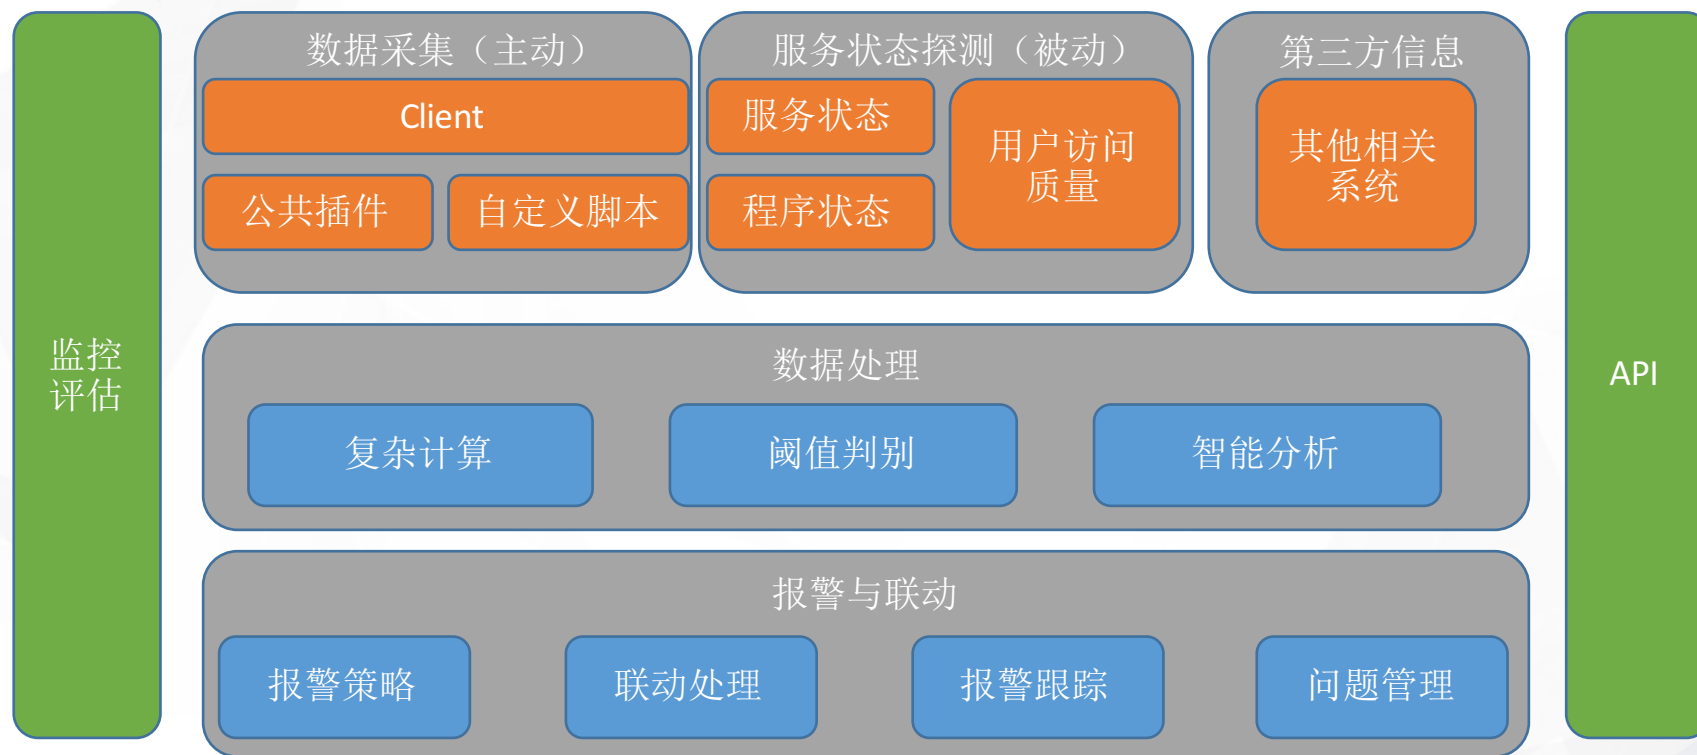 监控
评估
数据采集（主动）
Client
公共插件
自定义脚本
服务状态探测（被动）
服务状态
程序状态
用户访问
质量
第三方信息
其他相关
系统
数据处理
复杂计算
阈值判别
智能分析
报警与联动
报警策略
联动处理
报警跟踪
问题管理
API